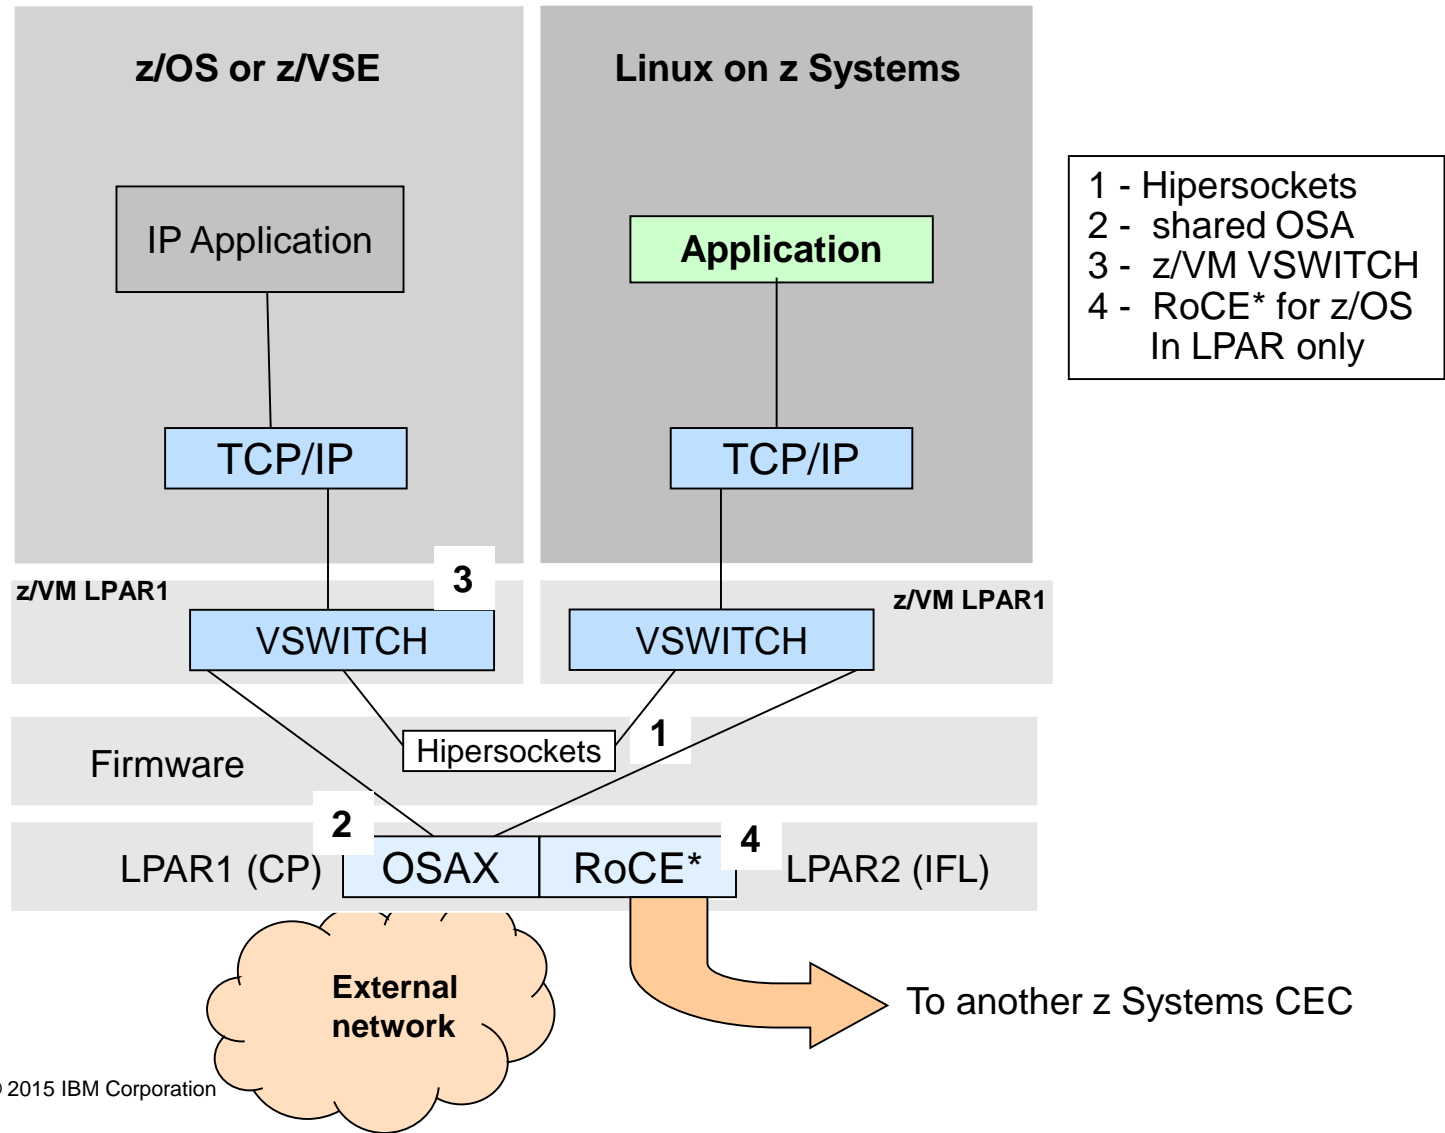 z/OS or z/VSE
Linux on z Systems
IP Application
Application
1 - Hipersockets
2 - shared OSA
3 - z/VM VSWITCH
4 - RoCE* for z/OS
In LPAR only
TCP/IP
TCP/IP
z/VM LPAR1
3
z/VM LPAR1
VSWITCH
VSWITCH
Firmware
Hipersockets
1
2
4
LPAR1 (CP)
OSAX
RoCE*
LPAR2 (IFL)
External
network
To another z Systems CEC
© 2015 IBM Corporation